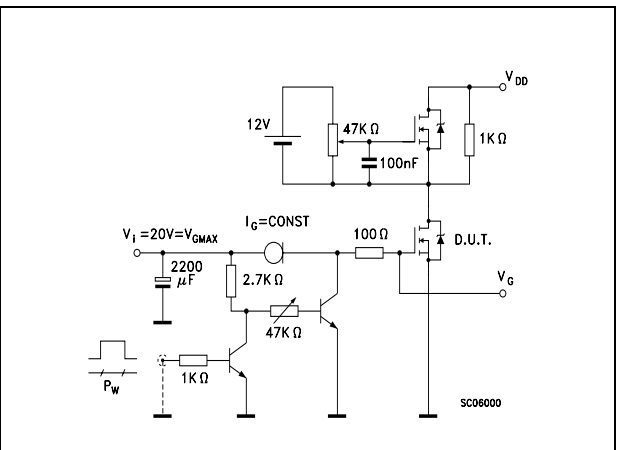 V_DD
12V
47KΩ
1KΩ
100nF
V_i =20V=V_GMAX
I_G=CONST
100Ω
D.U.T.
2200
μF
2.7KΩ
V_G
47KΩ
1KΩ
P_W
SC06000